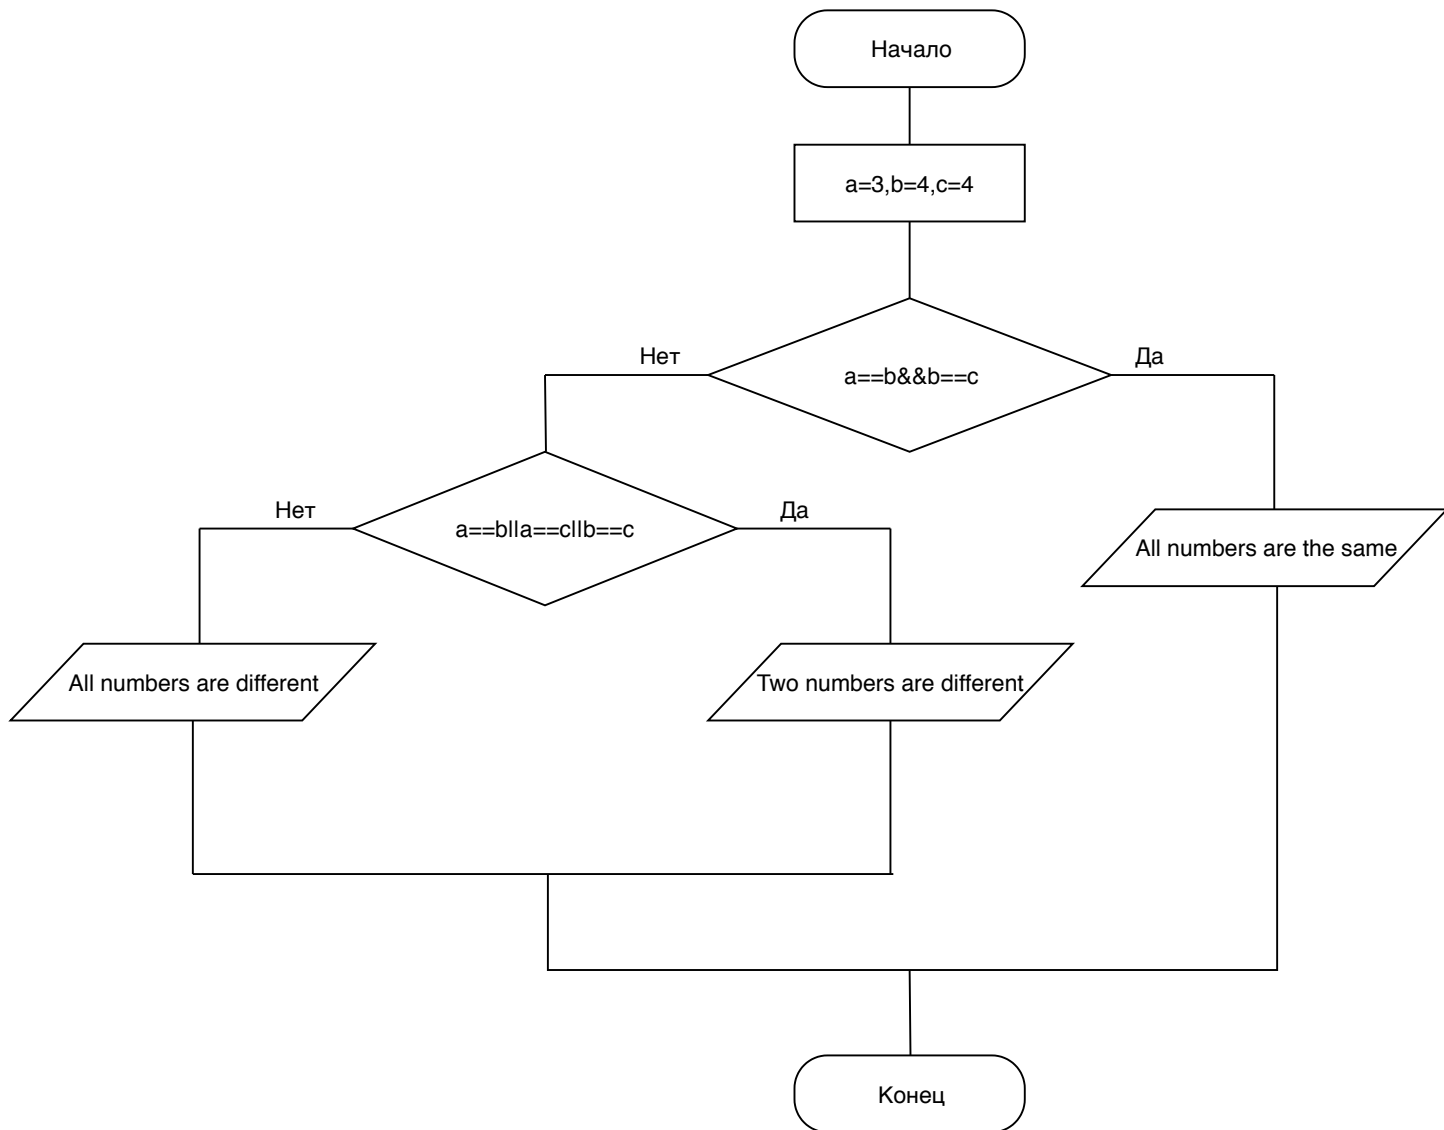 Начало
a=3,b=4,c=4
Нет
Да
a==b&&b==c
Нет
Да
a==b||a==c||b==c
All numbers are the same
All numbers are different
Two numbers are different
Конец